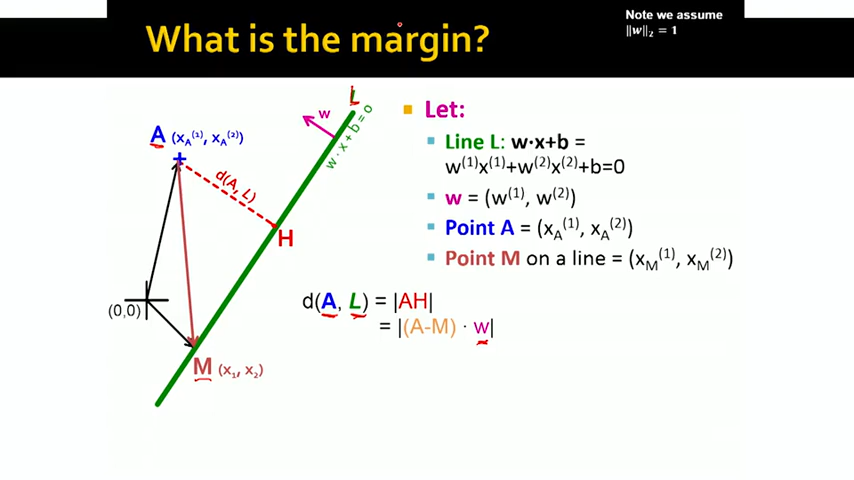 Note we assume
‖w‖₂ = 1
What is the margin?
L
w
w · x + b = 0
A (x_A⁽¹⁾, x_A⁽²⁾)
d(A, L)
H
(0,0)
M (x₁, x₂)
Let:
Line L: w·x+b =
w⁽¹⁾x⁽¹⁾+w⁽²⁾x⁽²⁾+b=0
w = (w⁽¹⁾, w⁽²⁾)
Point A = (x_A⁽¹⁾, x_A⁽²⁾)
Point M on a line = (x_M⁽¹⁾, x_M⁽²⁾)
d(A, L) = |AH|
= |(A-M) · w|